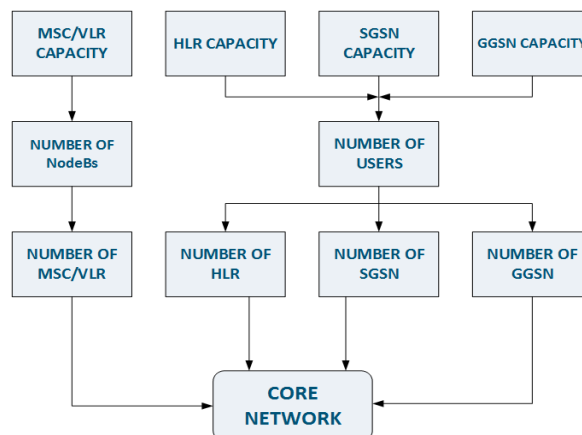 MSC/VLR
CAPACITY
HLR CAPACITY
SGSN
CAPACITY
GGSN CAPACITY
NUMBER OF
NodeBs
NUMBER OF
USERS
NUMBER OF
MSC/VLR
NUMBER OF
HLR
NUMBER OF
SGSN
NUMBER OF
GGSN
CORE
NETWORK